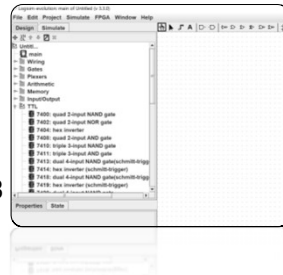 Logisim-evolution: main of Untitled (v 3.5.0)
File Edit Project Simulate FPGA Window Help
Design Simulate
A
Untitl...
main
Wiring
Gates
Plexers
Arithmetic
Memory
Input/Output
TTL
7400: quad 2-input NAND gate
7402: quad 2-input NOR gate
7404: hex inverter
7408: quad 2-input AND gate
7410: triple 3-input NAND gate
7411: triple 3-input AND gate
7413: dual 4-input NAND gate(schmitt-trigg
7414: hex inverter (schmitt-trigger)
7418: dual 4-input NAND gate(schmitt-trigg
7419: hex inverter (schmitt-trigger)
Properties State